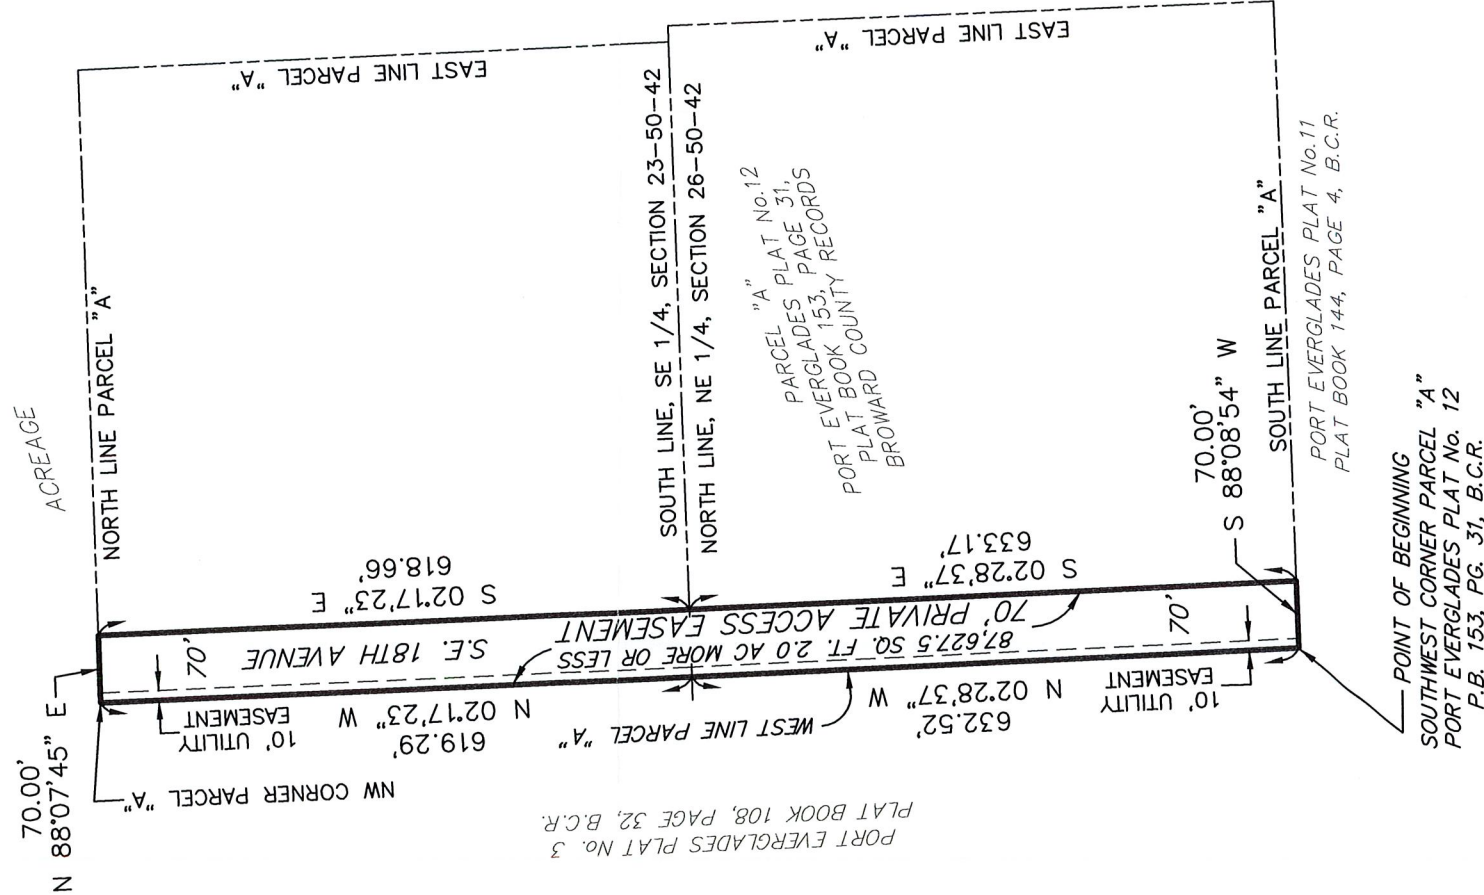 ACREAGE
NORTH LINE PARCEL "A"
EAST LINE PARCEL "A"
EAST LINE PARCEL "A"
SOUTH LINE, SE 1/4, SECTION 23-50-42
NORTH LINE, NE 1/4, SECTION 26-50-42
PARCEL "A"
PORT EVERGLADES PLAT No.12
PLAT BOOK 153, PAGE 31,
BROWARD COUNTY RECORDS
70.00'
S 88°08'54" W
SOUTH LINE PARCEL "A"
PORT EVERGLADES PLAT No.11
PLAT BOOK 144, PAGE 4, B.C.R.
POINT OF BEGINNING
SOUTHWEST CORNER PARCEL "A"
PORT EVERGLADES PLAT No. 12
P.B. 153, PG. 31, B.C.R.
S 02°17'23" E
618.66'
S 02°28'37" E
633.17'
70'
S.E. 18TH AVENUE
70' PRIVATE ACCESS EASEMENT
87,627.5 SQ. FT. 2.0 AC MORE OR LESS
70'
10' UTILITY
EASEMENT
N 02°17'23" W
619.29'
WEST LINE PARCEL "A"
N 02°28'37" W
632.52'
10' UTILITY
EASEMENT
NW CORNER PARCEL "A"
70.00'
N 88°07'45" E
PORT EVERGLADES PLAT No. 3
PLAT BOOK 108, PAGE 32, B.C.R.